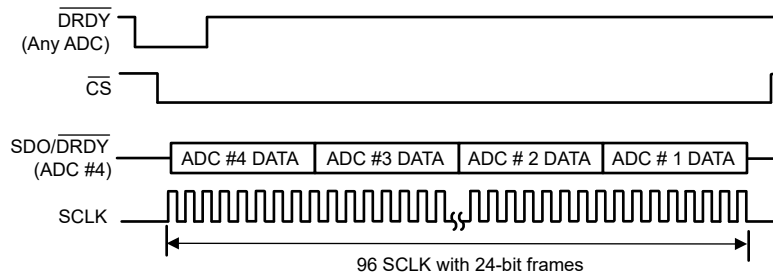 DRDY
(Any ADC)
CS
SDO/DRDY
(ADC #4)
ADC #4 DATA
ADC #3 DATA
ADC # 2 DATA
ADC # 1 DATA
SCLK
96 SCLK with 24-bit frames